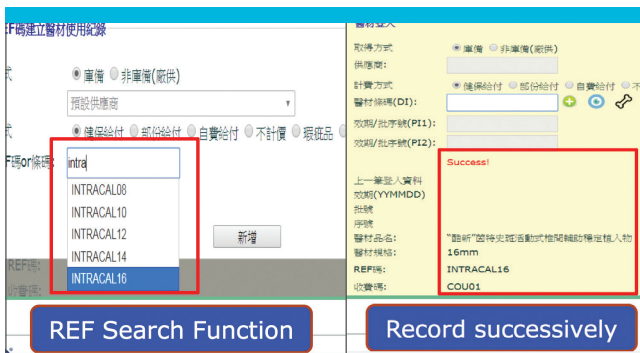 REF碼建立醫材使用紀錄
式
庫備 非庫備(廠供)
預設供應商
式
健保給付 部份給付 自費給付 不計價 瑕疵品
REF碼or條碼:
intra
INTRACAL08
INTRACAL10
INTRACAL12
INTRACAL14
INTRACAL16
新增
REF碼:
收費碼:
REF Search Function
醫材登入
取得方式
庫備 非庫備(廠供)
供應商:
計費方式
健保給付 部份給付 自費給付 不
醫材條碼(DI):
效期/批序號(PI1):
效期/批序號(PI2):
Success!
上一筆登入資料
效期(YYMMDD)
批號
序號
醫材品名:
"酷新"茵特史班活動式椎間輔助穩定植入物
醫材規格:
16mm
REF碼:
INTRACAL16
收費碼:
COU01
Record successively